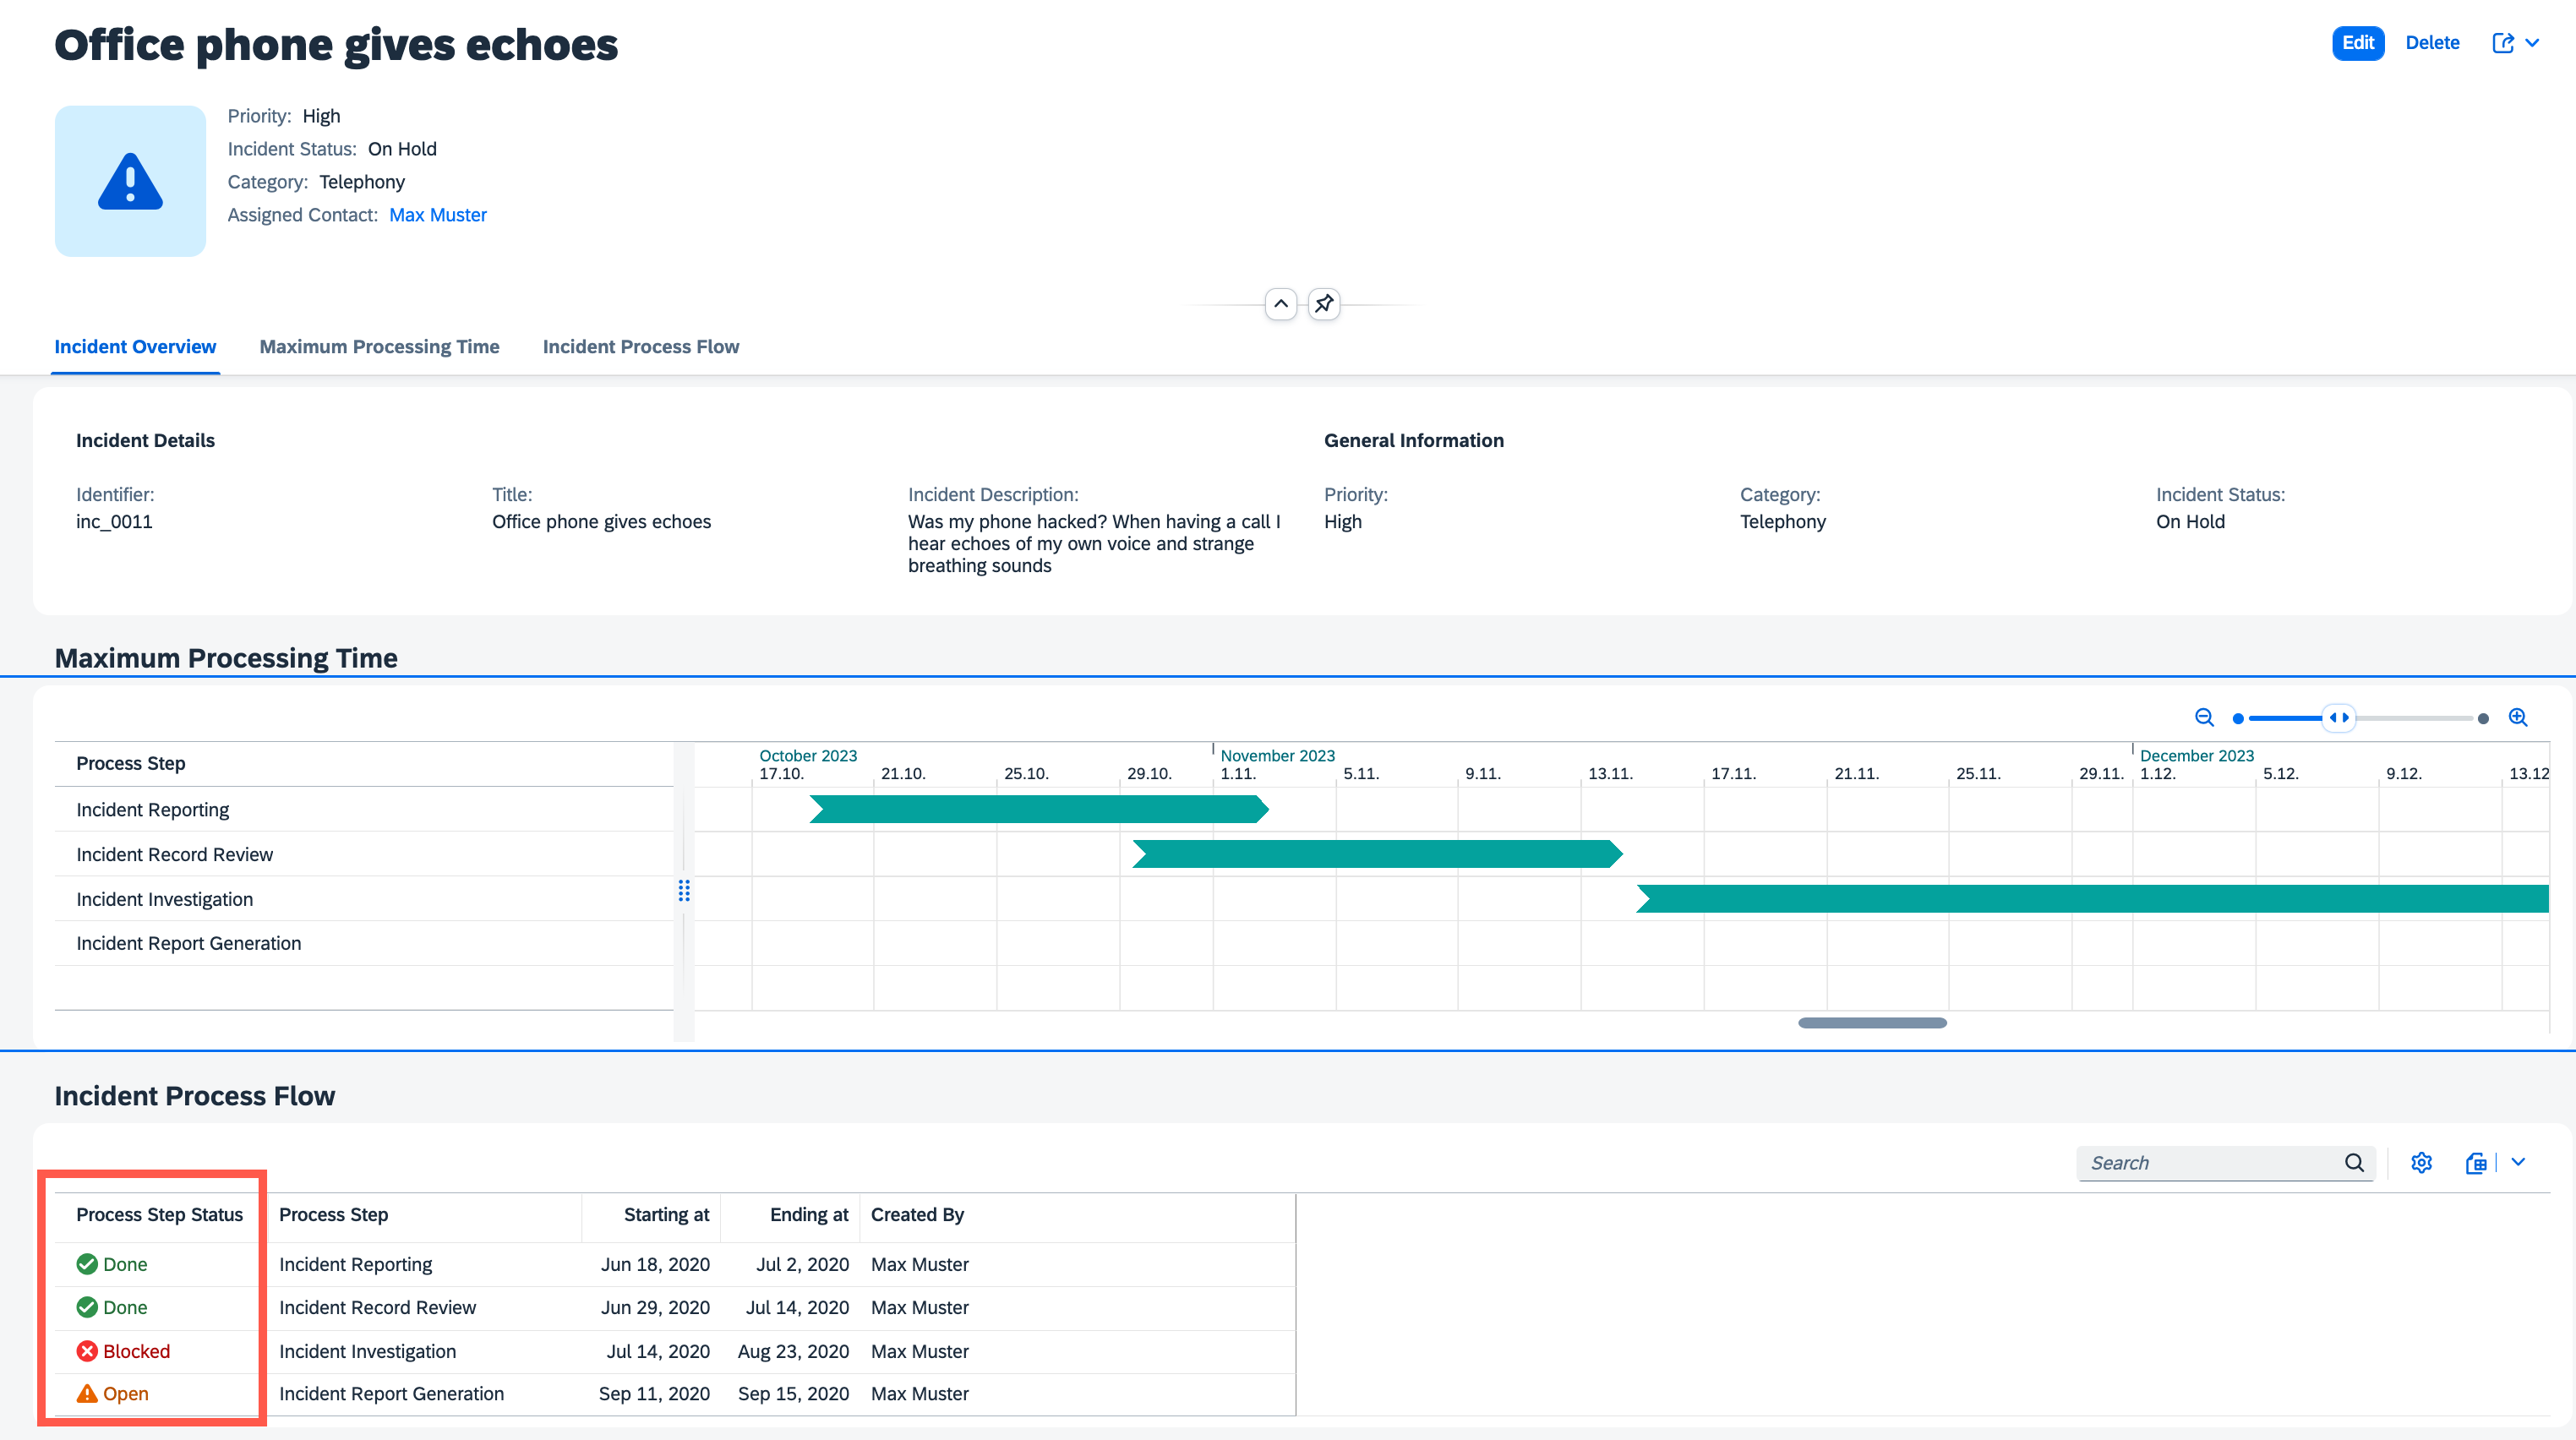 Office phone gives echoes
Edit
Delete
Priority: High
Incident Status: On Hold
Category: Telephony
Assigned Contact: Max Muster
Incident Overview
Maximum Processing Time
Incident Process Flow
Incident Details
General Information
Identifier:
inc_0011
Title:
Office phone gives echoes
Incident Description:
Was my phone hacked? When having a call I
hear echoes of my own voice and strange
breathing sounds
Priority:
High
Category:
Telephony
Incident Status:
On Hold
Maximum Processing Time
Process Step
October 2023 November 2023 December 2023
17.10. 21.10. 25.10. 29.10. 1.11. 5.11. 9.11. 13.11. 17.11. 21.11. 25.11. 29.11. 1.12. 5.12. 9.12. 13.12
Incident Reporting
Incident Record Review
Incident Investigation
Incident Report Generation
Incident Process Flow
Search
Process Step Status Process Step Starting at Ending at Created By
Done Incident Reporting Jun 18, 2020 Jul 2, 2020 Max Muster
Done Incident Record Review Jun 29, 2020 Jul 14, 2020 Max Muster
Blocked Incident Investigation Jul 14, 2020 Aug 23, 2020 Max Muster
Open Incident Report Generation Sep 11, 2020 Sep 15, 2020 Max Muster